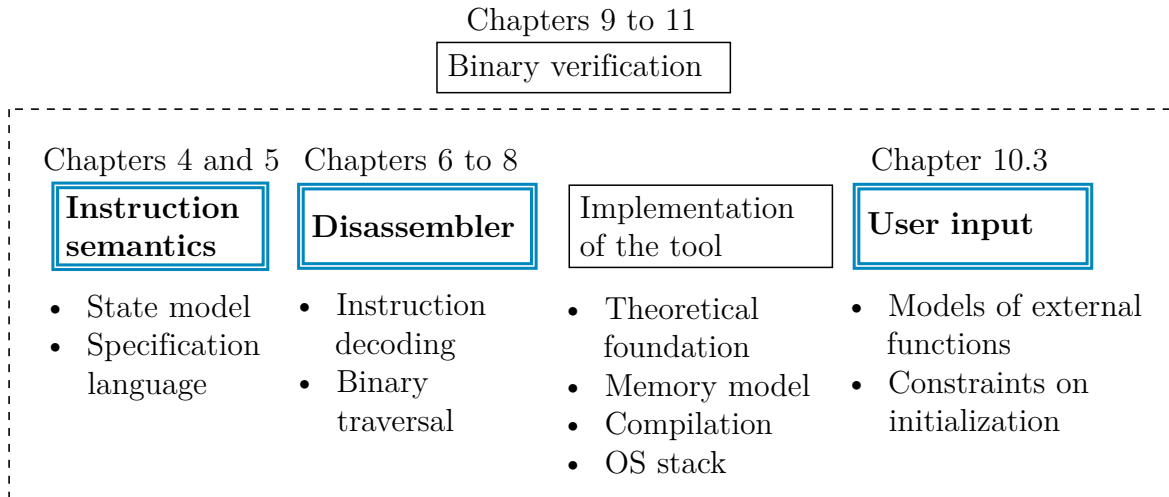 Chapters 9 to 11
Binary verification
Chapters 4 and 5
Instruction
semantics
• State model
• Specification
language
Chapters 6 to 8
Disassembler
• Instruction
decoding
• Binary
traversal
Implementation
of the tool
• Theoretical
foundation
• Memory model
• Compilation
• OS stack
Chapter 10.3
User input
• Models of external
functions
• Constraints on
initialization